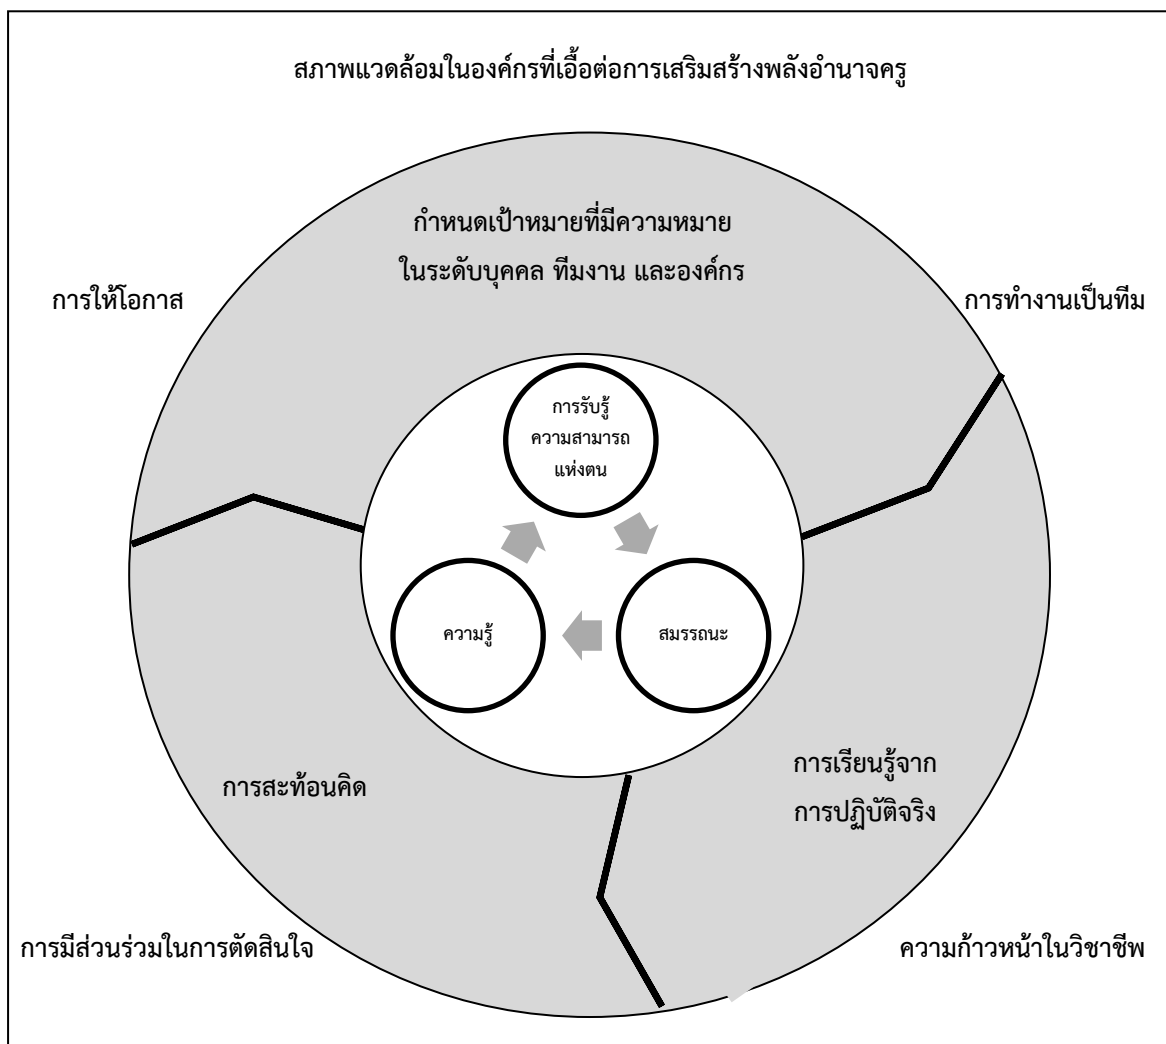 สภาพแวดล้อมในองค์กรที่เอื้อต่อการเสริมสร้างพลังอำนาจครู
กำหนดเป้าหมายที่มีความหมาย
ในระดับบุคคล ทีมงาน และองค์กร
การให้โอกาส
การทำงานเป็นทีม
การรับรู้
ความสามารถ
แห่งตน
ความรู้
สมรรถนะ
การสะท้อนคิด
การเรียนรู้จาก
การปฏิบัติจริง
การมีส่วนร่วมในการตัดสินใจ
ความก้าวหน้าในวิชาชีพ